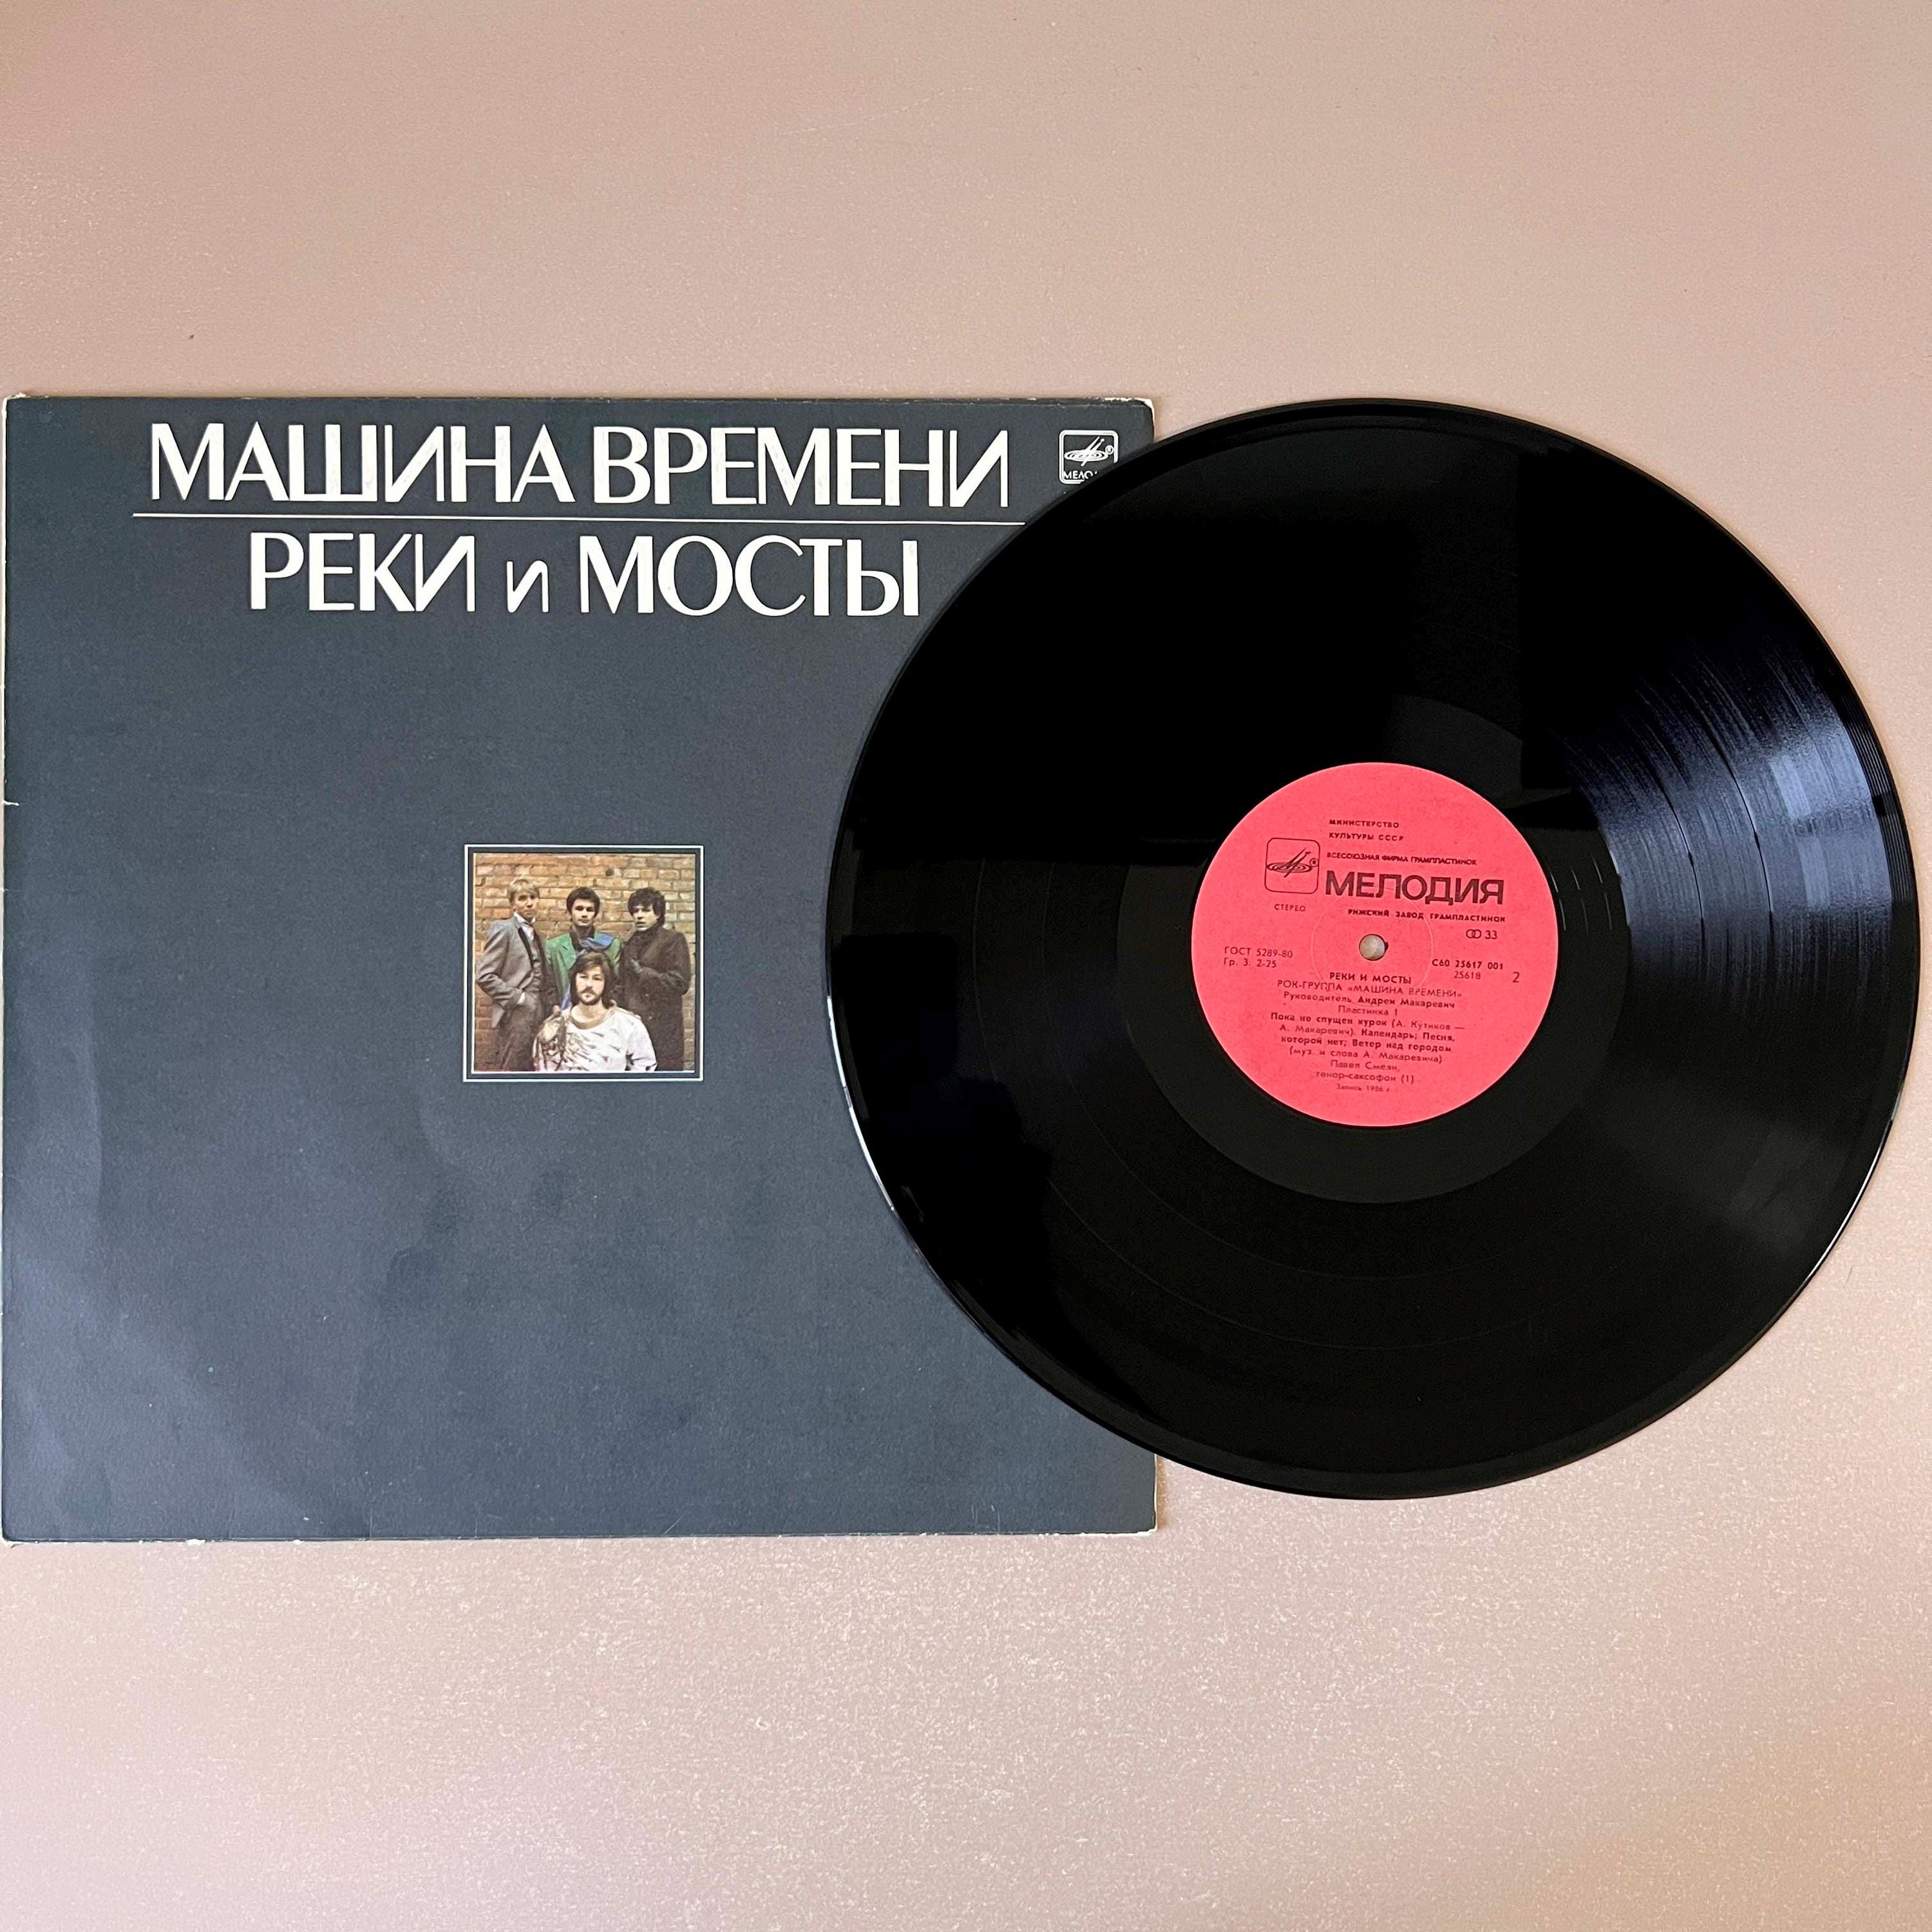 МАШИНА ВРЕМЕНИ
РЕКИ и МОСТЫ
МИНИСТЕРСТВО
КУЛЬТУРЫ СССР
ВСЕСОЮЗНАЯ ФИРМА ГРАМПЛАСТИНОК
МЕЛОДИЯ
СТЕРЕО
РИЖСКИЙ ЗАВОД ГРАМПЛАСТИНОК
33
ГОСТ 5289-80
Гр. 3. 2-25
С60 25617 001
25618
2
РЕКИ И МОСТЫ
РОК-ГРУППА «МАШИНА ВРЕМЕНИ»
Руководитель Андрей Макаревич
Пластинка 1
Пока не спущен курок (А. Кутиков —
А. Макаревич). Календарь; Песня,
которой нет; Ветер над городом
(муз. и слова А. Макаревича)
Павел Смеян,
тенор-саксофон (1)
Запись 1986 г.